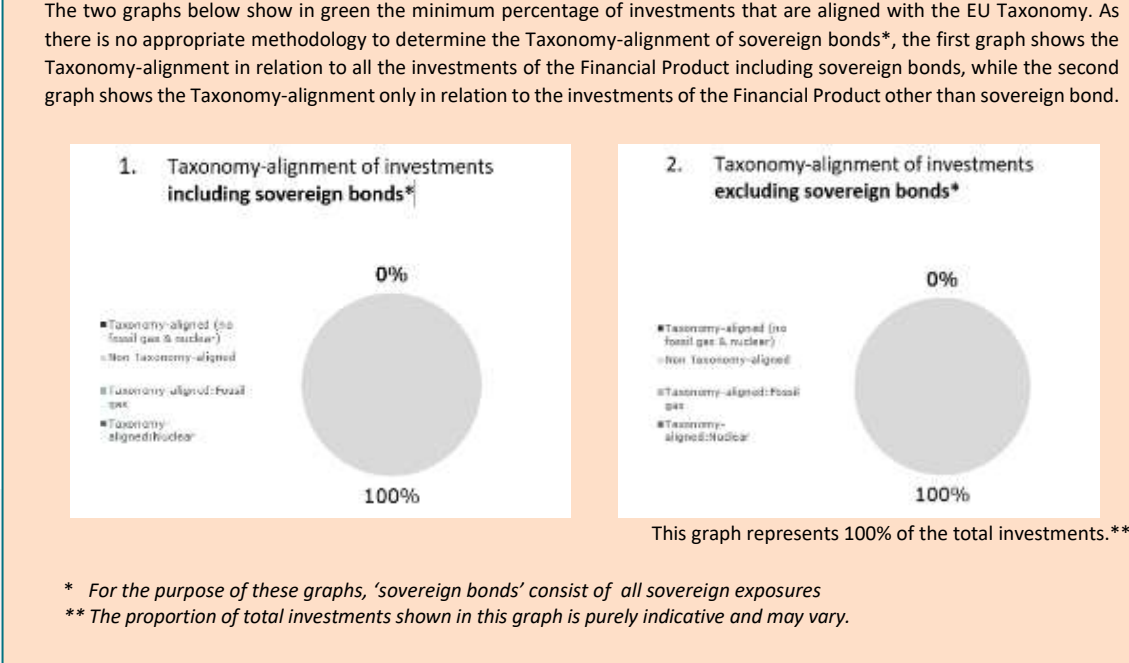 The two graphs below show in green the minimum percentage of investments that are aligned with the EU Taxonomy. As
there is no appropriate methodology to determine the Taxonomy-alignment of sovereign bonds*, the first graph shows the
Taxonomy-alignment in relation to all the investments of the Financial Product including sovereign bonds, while the second
graph shows the Taxonomy-alignment only in relation to the investments of the Financial Product other than sovereign bond.
1. Taxonomy-alignment of investments
including sovereign bonds*
0%
Taxonomy-aligned (no
fossil gas & nuclear)
Non Taxonomy-aligned
Taxonomy-aligned:Fossil
gas
Taxonomy-
aligned:Nuclear
100%
2. Taxonomy-alignment of investments
excluding sovereign bonds*
0%
Taxonomy-aligned (no
fossil gas & nuclear)
Non Taxonomy-aligned
Taxonomy-aligned:Fossil
gas
Taxonomy-
aligned:Nuclear
100%
This graph represents 100% of the total investments.**
* For the purpose of these graphs, ‘sovereign bonds’ consist of all sovereign exposures
** The proportion of total investments shown in this graph is purely indicative and may vary.